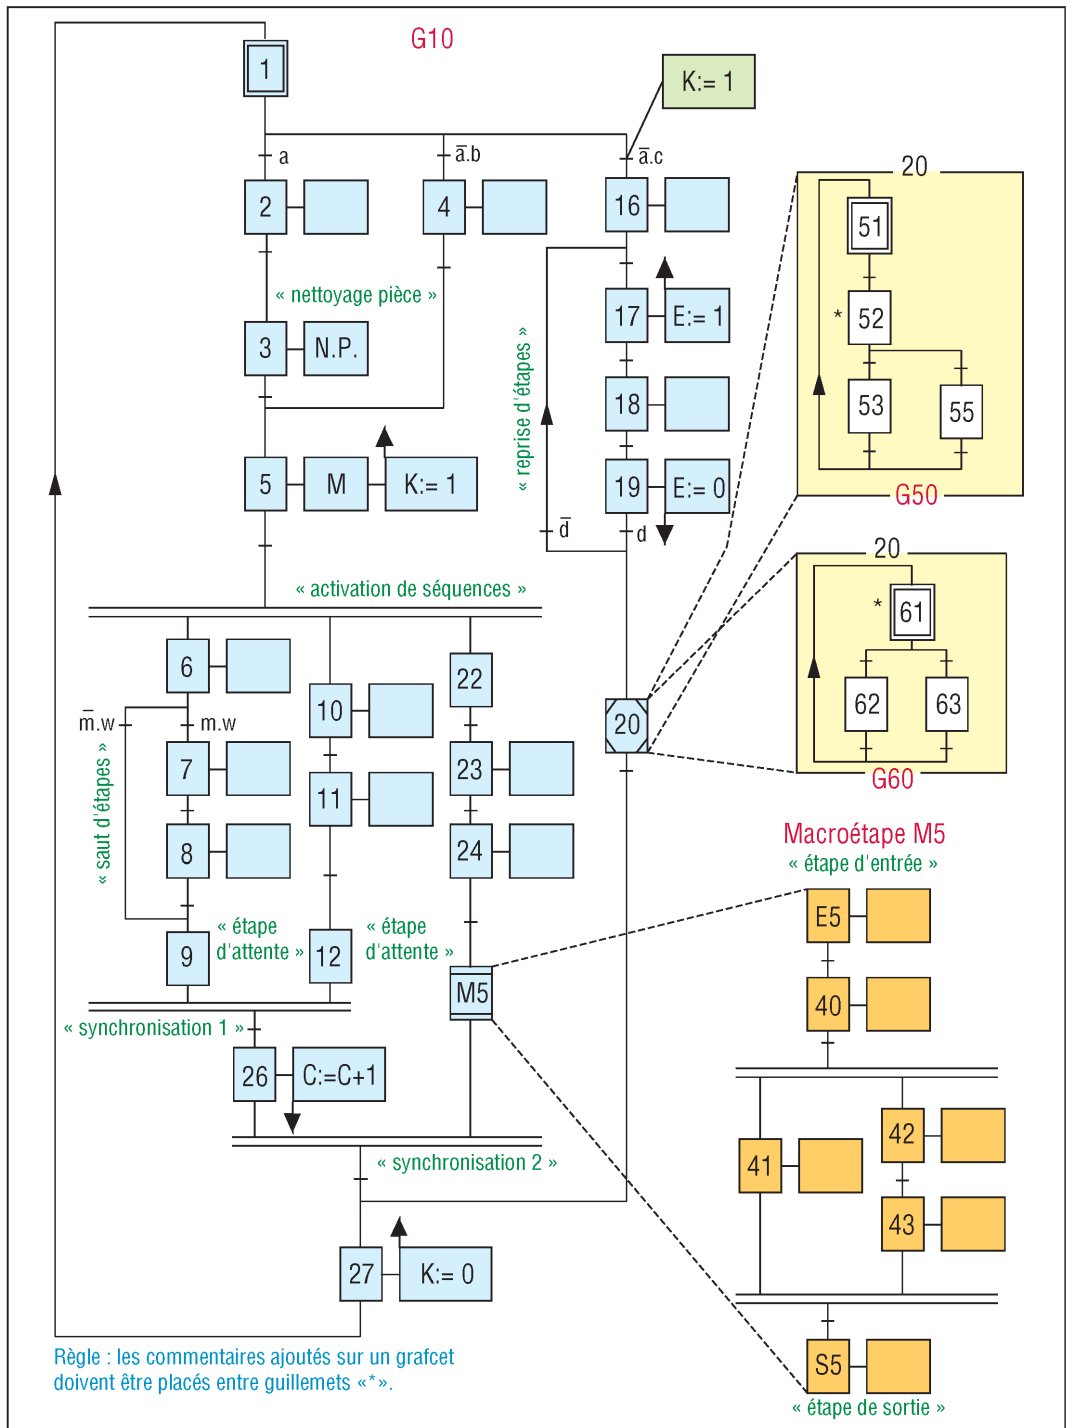 G10
1
K:= 1
a
a̅.b
a̅.c
2
4
16
20
51
« nettoyage pièce »
17
E:= 1
*
52
3
N.P.
« reprise d'étapes »
18
53
55
5
M
K:= 1
19
E:= 0
G50
d̅
d
20
« activation de séquences »
*
61
6
22
10
62
63
m̅.w
m.w
20
7
23
11
G60
« saut d'étapes »
8
24
Macroétape M5
« étape d'entrée »
E5
« étape
d'attente »
« étape
d'attente »
9
12
M5
40
« synchronisation 1 »
26
C:=C+1
42
41
« synchronisation 2 »
43
27
K:= 0
S5
Règle : les commentaires ajoutés sur un grafcet
doivent être placés entre guillemets «*».
« étape de sortie »